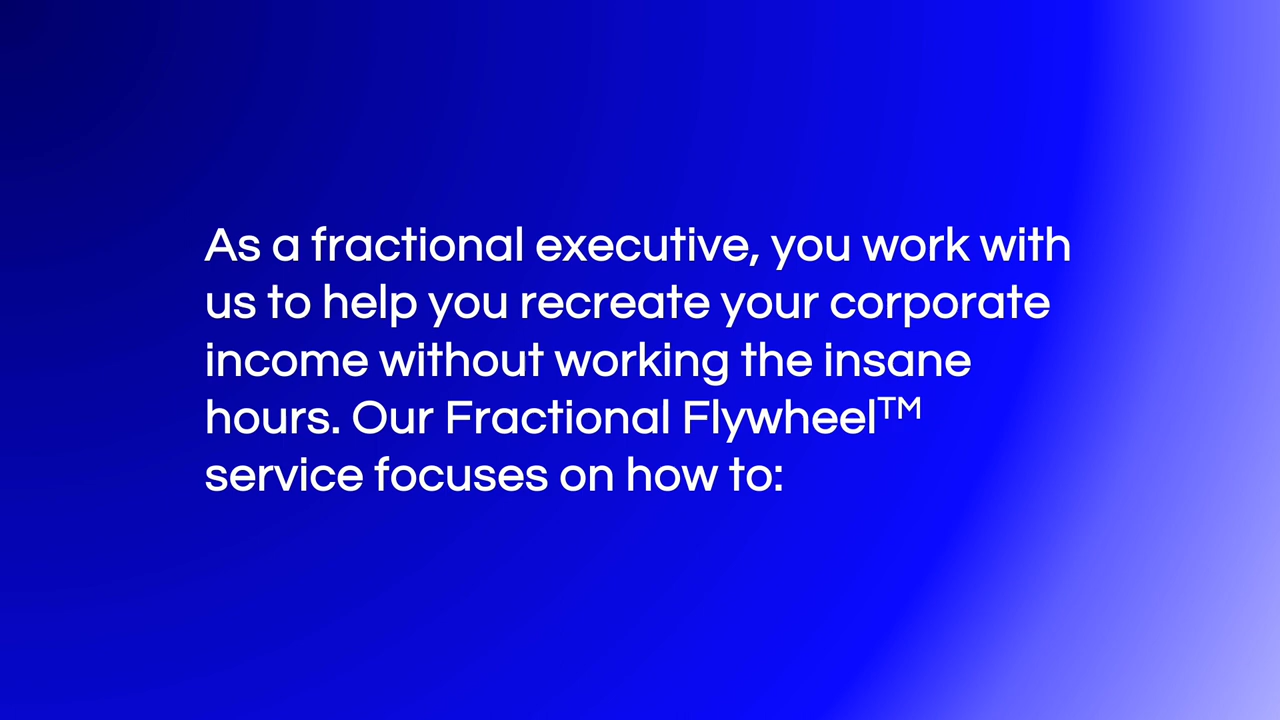 As a fractional executive, you work with
us to help you recreate your corporate
income without working the insane
hours. Our Fractional Flywheel™
service focuses on how to: